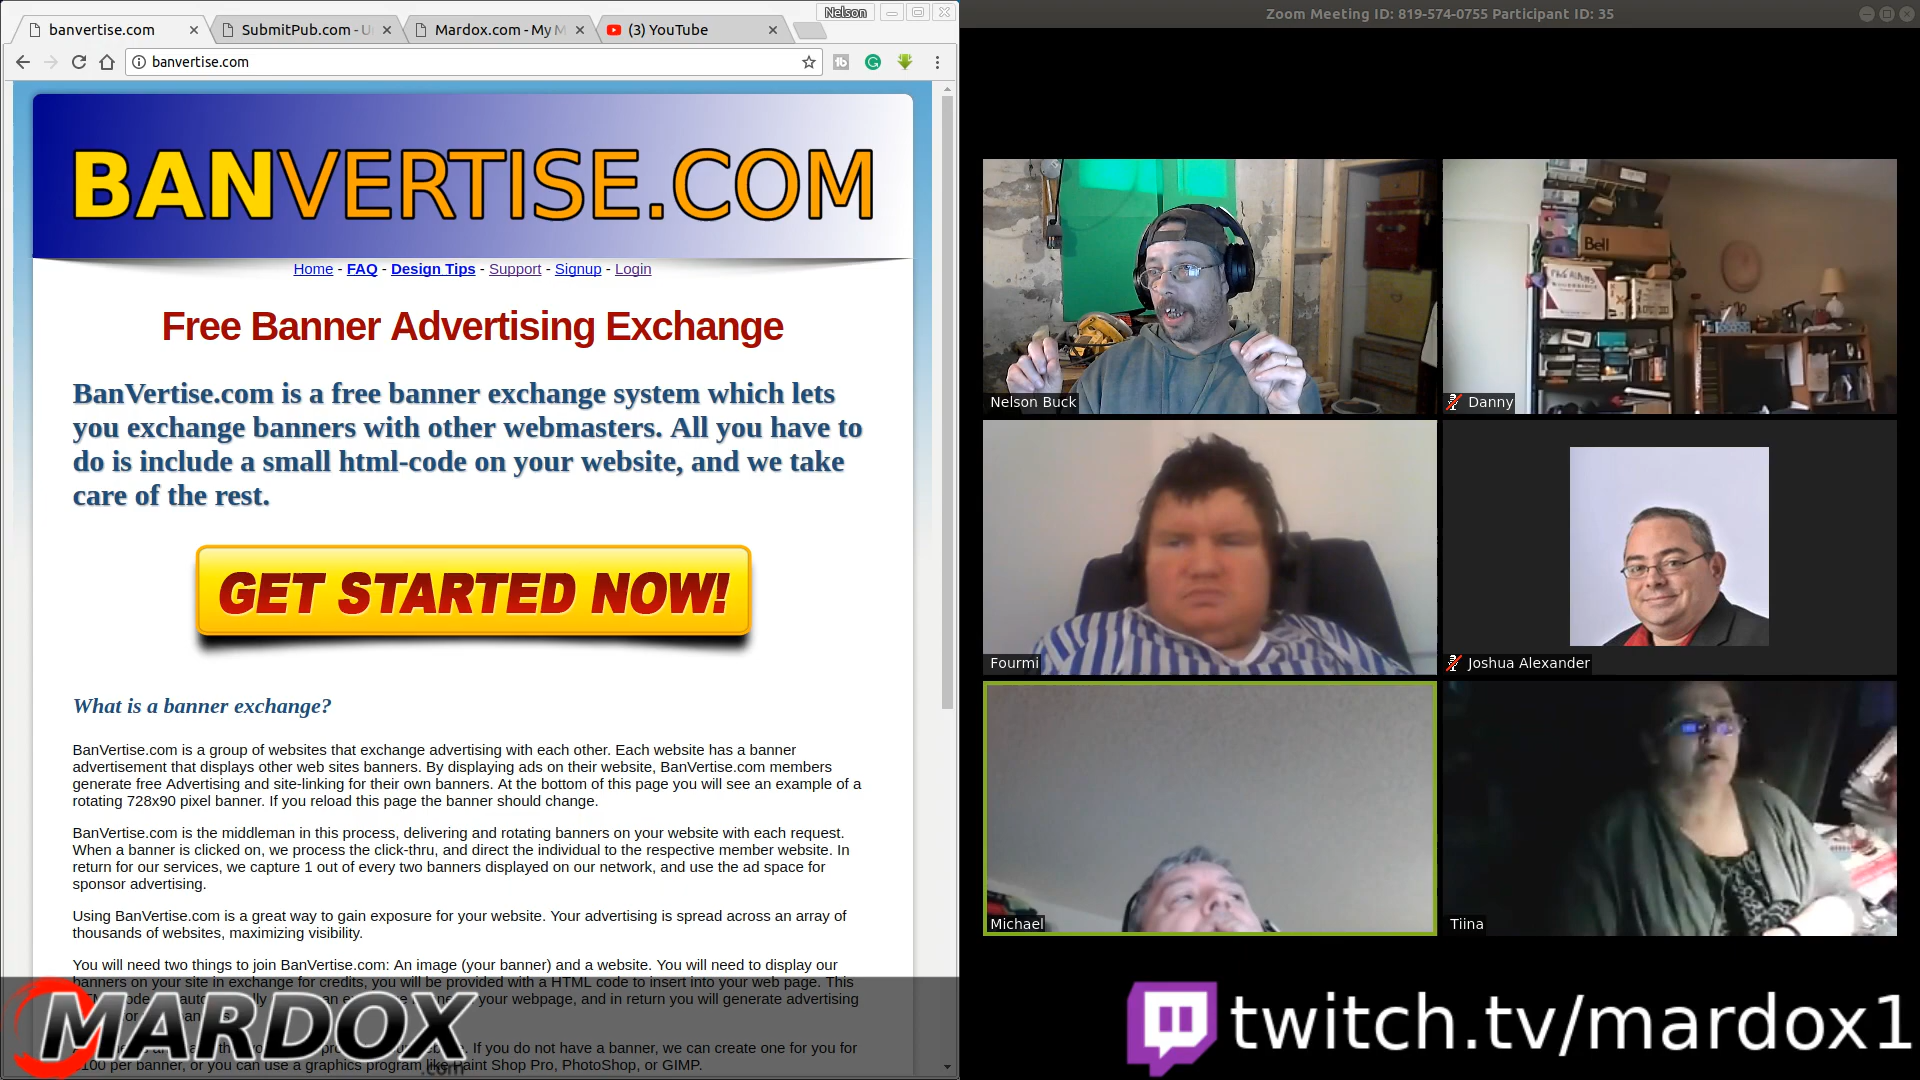 Nelson
banvertise.com
SubmitPub.com - U
Mardox.com - My M
(3) YouTube
banvertise.com
BANVERTISE.COM
Home - FAQ - Design Tips - Support - Signup - Login
Free Banner Advertising Exchange
BanVertise.com is a free banner exchange system which lets
you exchange banners with other webmasters. All you have to
do is include a small html-code on your website, and we take
care of the rest.
GET STARTED NOW!
What is a banner exchange?
BanVertise.com is a group of websites that exchange advertising with each other. Each website has a banner
advertisement that displays other web sites banners. By displaying ads on their website, BanVertise.com members
generate free Advertising and site-linking for their own banners. At the bottom of this page you will see an example of a
rotating 728x90 pixel banner. If you reload this page the banner should change.
BanVertise.com is the middleman in this process, delivering and rotating banners on your website with each request.
When a banner is clicked on, we process the click-thru, and direct the individual to the respective member website. In
return for our services, we capture 1 out of every two banners displayed on our network, and use the ad space for
sponsor advertising.
Using BanVertise.com is a great way to gain exposure for your website. Your advertising is spread across an array of
thousands of websites, maximizing visibility.
You will need two things to join BanVertise.com: An image (your banner) and a website. You will need to display our
banners on your site in exchange for credits, you will be provided with a HTML code to insert into your web page. This
your webpage, and in return you will generate advertising
If you do not have a banner, we can create one for you for
$100 per banner, or you can use a graphics program like Paint Shop Pro, PhotoShop, or GIMP.
MARDOX
.com
Zoom Meeting ID: 819-574-0755 Participant ID: 35
Nelson Buck
Bell
Danny
Fourmi
Joshua Alexander
Michael
Tiina
twitch.tv/mardox1